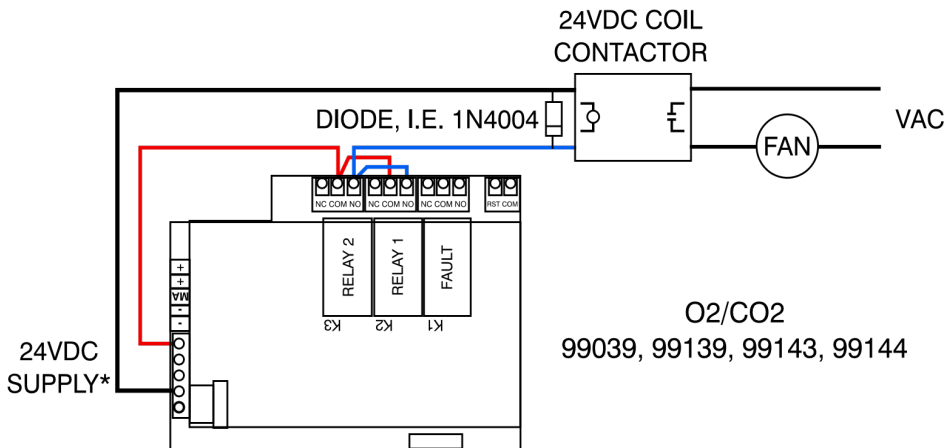 24VDC COIL
CONTACTOR
DIODE, I.E. 1N4004
VAC
FAN
NC COM NO NC COM NO NC COM NO RST COM
RELAY 2
RELAY 1
FAULT
K3
K2
K1
+
+
MA
-
-
24VDC
SUPPLY*
O2/CO2
99039, 99139, 99143, 99144